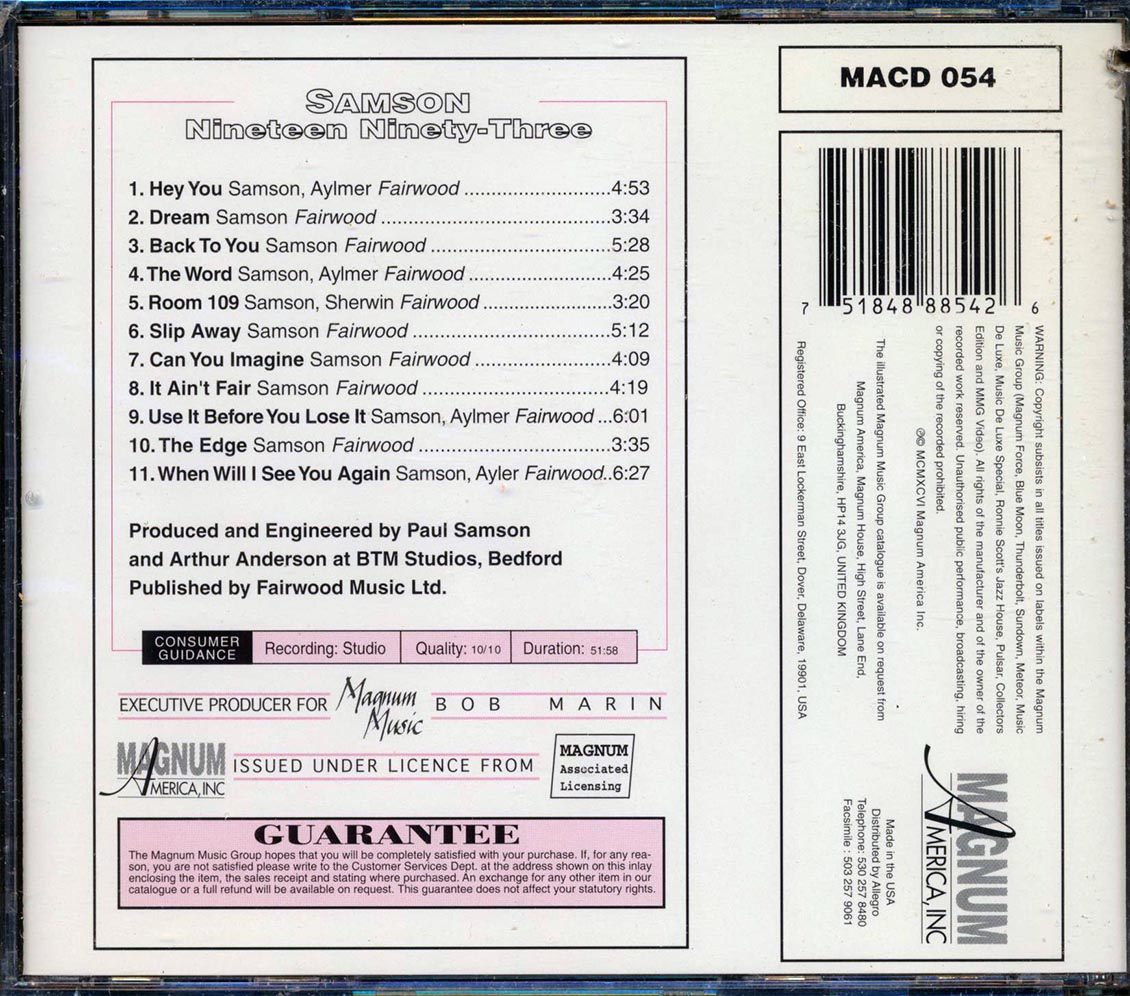 SAMSON
Nineteen Ninety-Three
1. Hey You Samson, Aylmer Fairwood ..........................4:53
2. Dream Samson Fairwood .........................................3:34
3. Back To You Samson Fairwood ................................5:28
4. The Word Samson, Aylmer Fairwood .........................4:25
5. Room 109 Samson, Sherwin Fairwood .......................3:20
6. Slip Away Samson Fairwood ...................................5:12
7. Can You Imagine Samson Fairwood .........................4:09
8. It Ain't Fair Samson Fairwood ..................................4:19
9. Use It Before You Lose It Samson, Aylmer Fairwood ...6:01
10. The Edge Samson Fairwood ...................................3:35
11. When Will I See You Again Samson, Ayler Fairwood..6:27
Produced and Engineered by Paul Samson
and Arthur Anderson at BTM Studios, Bedford
Published by Fairwood Music Ltd.
CONSUMER
GUIDANCE
Recording: Studio
Quality: 10/10
Duration: 51:58
EXECUTIVE PRODUCER FOR Magnum Music BOB MARIN
MAGNUM
AMERICA, INC
ISSUED UNDER LICENCE FROM
MAGNUM
Associated
Licensing
GUARANTEE
The Magnum Music Group hopes that you will be completely satisfied with your purchase. If, for any rea-
son, you are not satisfied please write to the Customer Services Dept. at the address shown on this inlay
enclosing the item, the sales receipt and stating where purchased. An exchange for any other item in our
catalogue or a full refund will be available on request. This guarantee does not affect your statutory rights.
MACD 054
7 51848 88542 6
WARNING: Copyright subsists in all titles issued on labels within the Magnum
Music Group (Magnum Force, Blue Moon, Thunderbolt, Sundown, Meteor, Music
De Luxe, Music De Luxe Special, Ronnie Scott's Jazz House, Pulsar, Collectors
Edition and MMG Video). All rights of the manufacturer and of the owner of the
recorded work reserved. Unauthorised public performance, broadcasting, hiring
or copying of the recorded prohibited.
℗© MCMXCVI Magnum America Inc.
The illustrated Magnum Music Group catalogue is available on request from
Magnum America, Magnum House, High Street, Lane End,
Buckinghamshire, HP14 3JG, UNITED KINGDOM
Registered Office: 9 East Lockerman Street, Dover, Delaware, 19901, USA
MAGNUM
AMERICA, INC
Made in the USA
Distributed by Allegro
Telephone: 530 257 8480
Facsimile : 503 257 9061